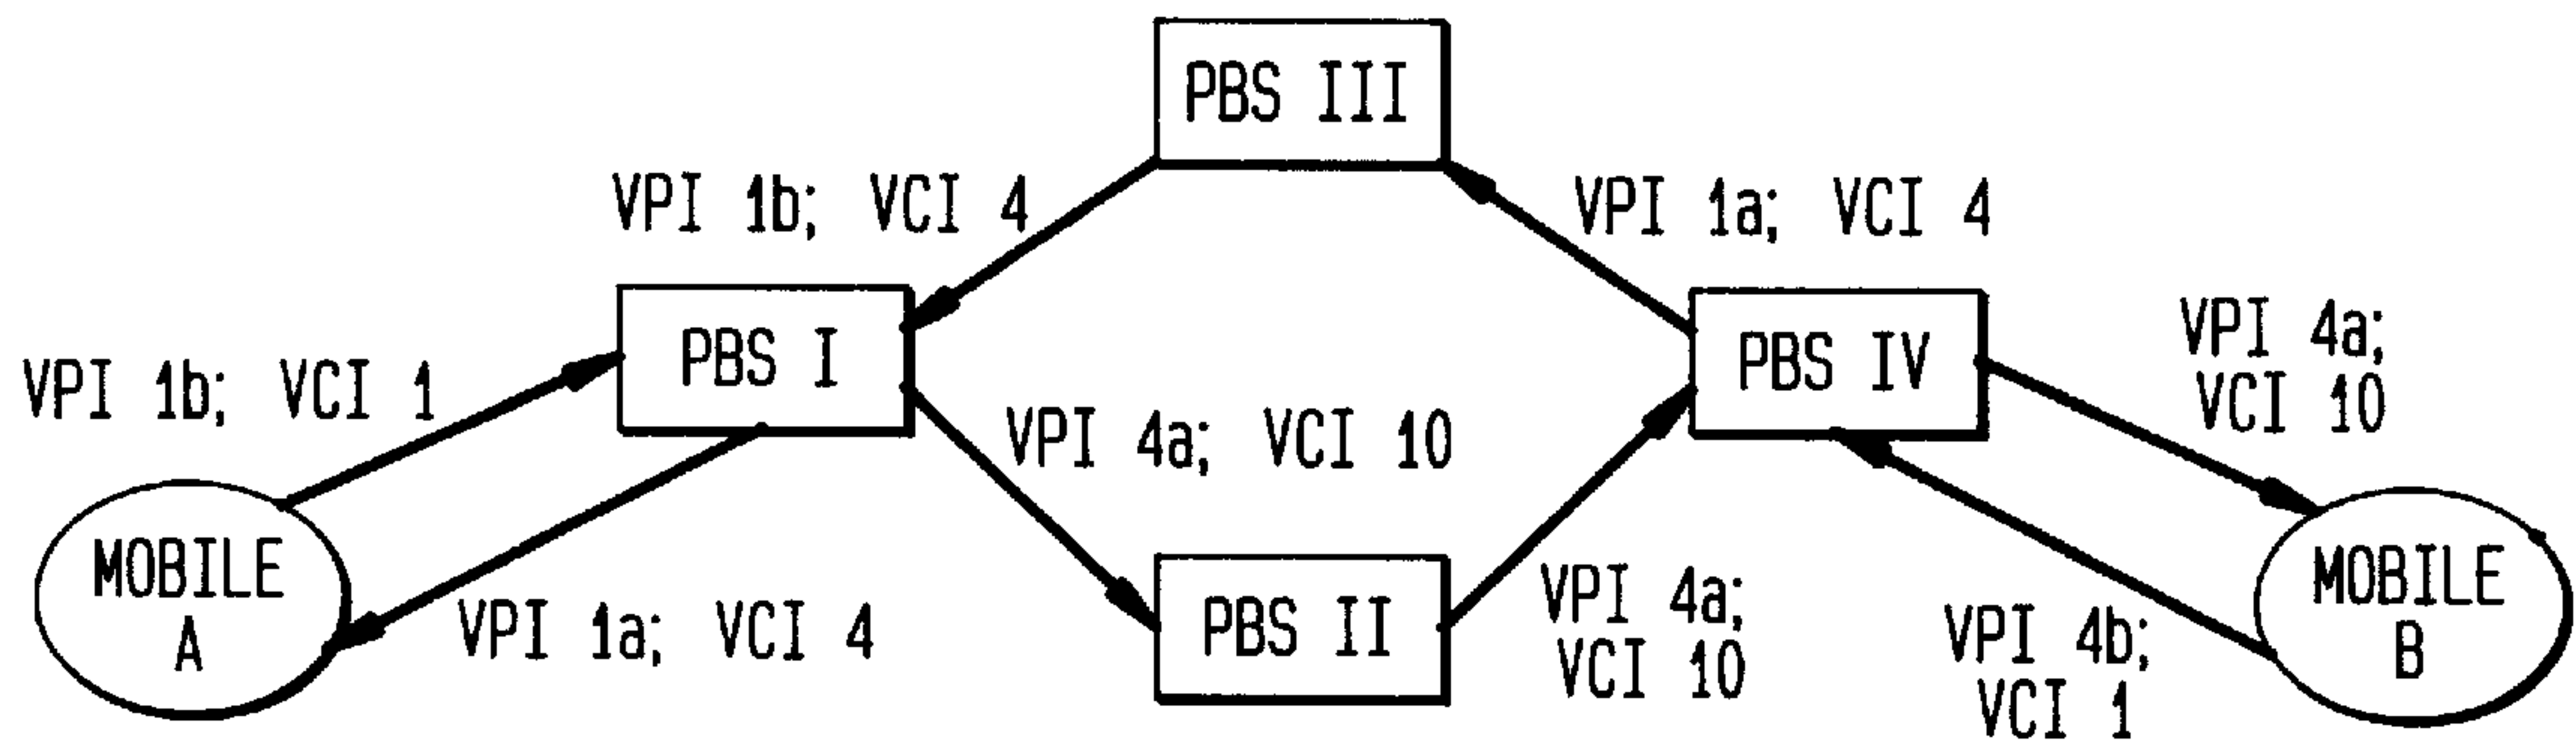 PBS III
VPI 1b; VCI 4
VPI 1a; VCI 4
PBS I
PBS IV
VPI 4a;
VCI 10
VPI 1b; VCI 1
VPI 4a; VCI 10
MOBILE
A
VPI 1a; VCI 4
PBS II
VPI 4a;
VCI 10
VPI 4b;
VCI 1
MOBILE
B